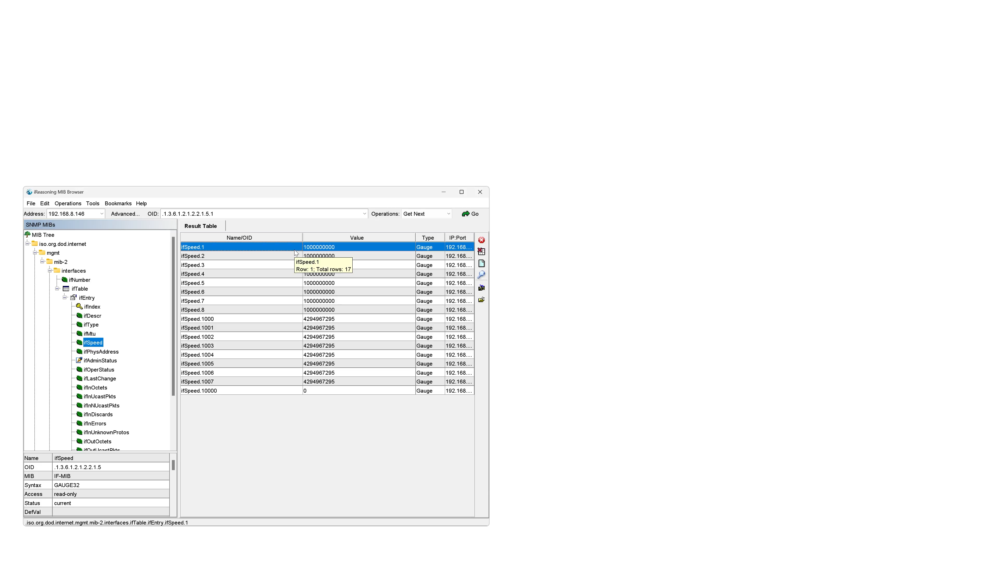 iReasoning MIB Browser
File Edit Operations Tools Bookmarks Help
Address: 192.168.8.146 Advanced... OID: .1.3.6.1.2.1.2.2.1.5.1 Operations: Get Next Go
SNMP MIBs
MIB Tree
iso.org.dod.internet
mgmt
mib-2
interfaces
ifNumber
ifTable
ifEntry
ifIndex
ifDescr
ifType
ifMtu
ifSpeed
ifPhysAddress
ifAdminStatus
ifOperStatus
ifLastChange
ifInOctets
ifInUcastPkts
ifInNUcastPkts
ifInDiscards
ifInErrors
ifInUnknownProtos
ifOutOctets
ifOutUcastPkts
Name ifSpeed
OID .1.3.6.1.2.1.2.2.1.5
MIB IF-MIB
Syntax GAUGE32
Access read-only
Status current
DefVal
Result Table
Name/OID Value Type IP:Port
ifSpeed.1 1000000000 Gauge 192.168....
ifSpeed.2 1000000000 Gauge 192.168....
ifSpeed.1
Row: 1; Total rows: 17
ifSpeed.3 Gauge 192.168....
ifSpeed.4 1000000000 Gauge 192.168....
ifSpeed.5 1000000000 Gauge 192.168....
ifSpeed.6 1000000000 Gauge 192.168....
ifSpeed.7 1000000000 Gauge 192.168....
ifSpeed.8 1000000000 Gauge 192.168....
ifSpeed.1000 4294967295 Gauge 192.168....
ifSpeed.1001 4294967295 Gauge 192.168....
ifSpeed.1002 4294967295 Gauge 192.168....
ifSpeed.1003 4294967295 Gauge 192.168....
ifSpeed.1004 4294967295 Gauge 192.168....
ifSpeed.1005 4294967295 Gauge 192.168....
ifSpeed.1006 4294967295 Gauge 192.168....
ifSpeed.1007 4294967295 Gauge 192.168....
ifSpeed.10000 0 Gauge 192.168....
.iso.org.dod.internet.mgmt.mib-2.interfaces.ifTable.ifEntry.ifSpeed.1